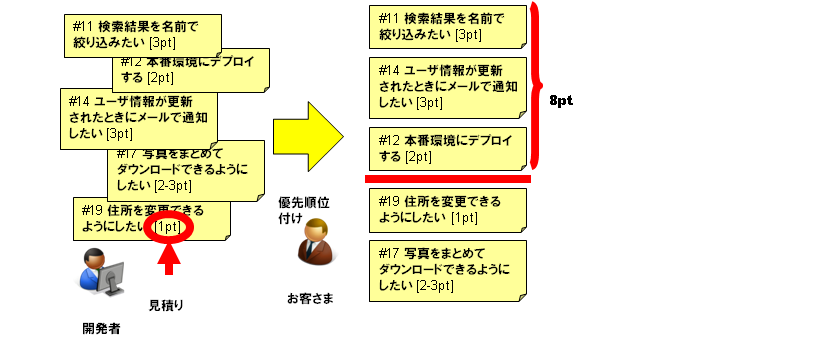 #11 検索結果を名前で
絞り込みたい [3pt]
#12 本番環境にデプロイ
する [2pt]
#14 ユーザ情報が更新
されたときにメールで通知
したい [3pt]
#17 写真をまとめて
ダウンロードできるように
したい [2-3pt]
#19 住所を変更できる
ようにしたい [1pt]
開発者
見積り
優先順位
付け
お客さま
#11 検索結果を名前で
絞り込みたい [3pt]
#14 ユーザ情報が更新
されたときにメールで通知
したい [3pt]
#12 本番環境にデプロイ
する [2pt]
8pt
#19 住所を変更できる
ようにしたい [1pt]
#17 写真をまとめて
ダウンロードできるように
したい [2-3pt]